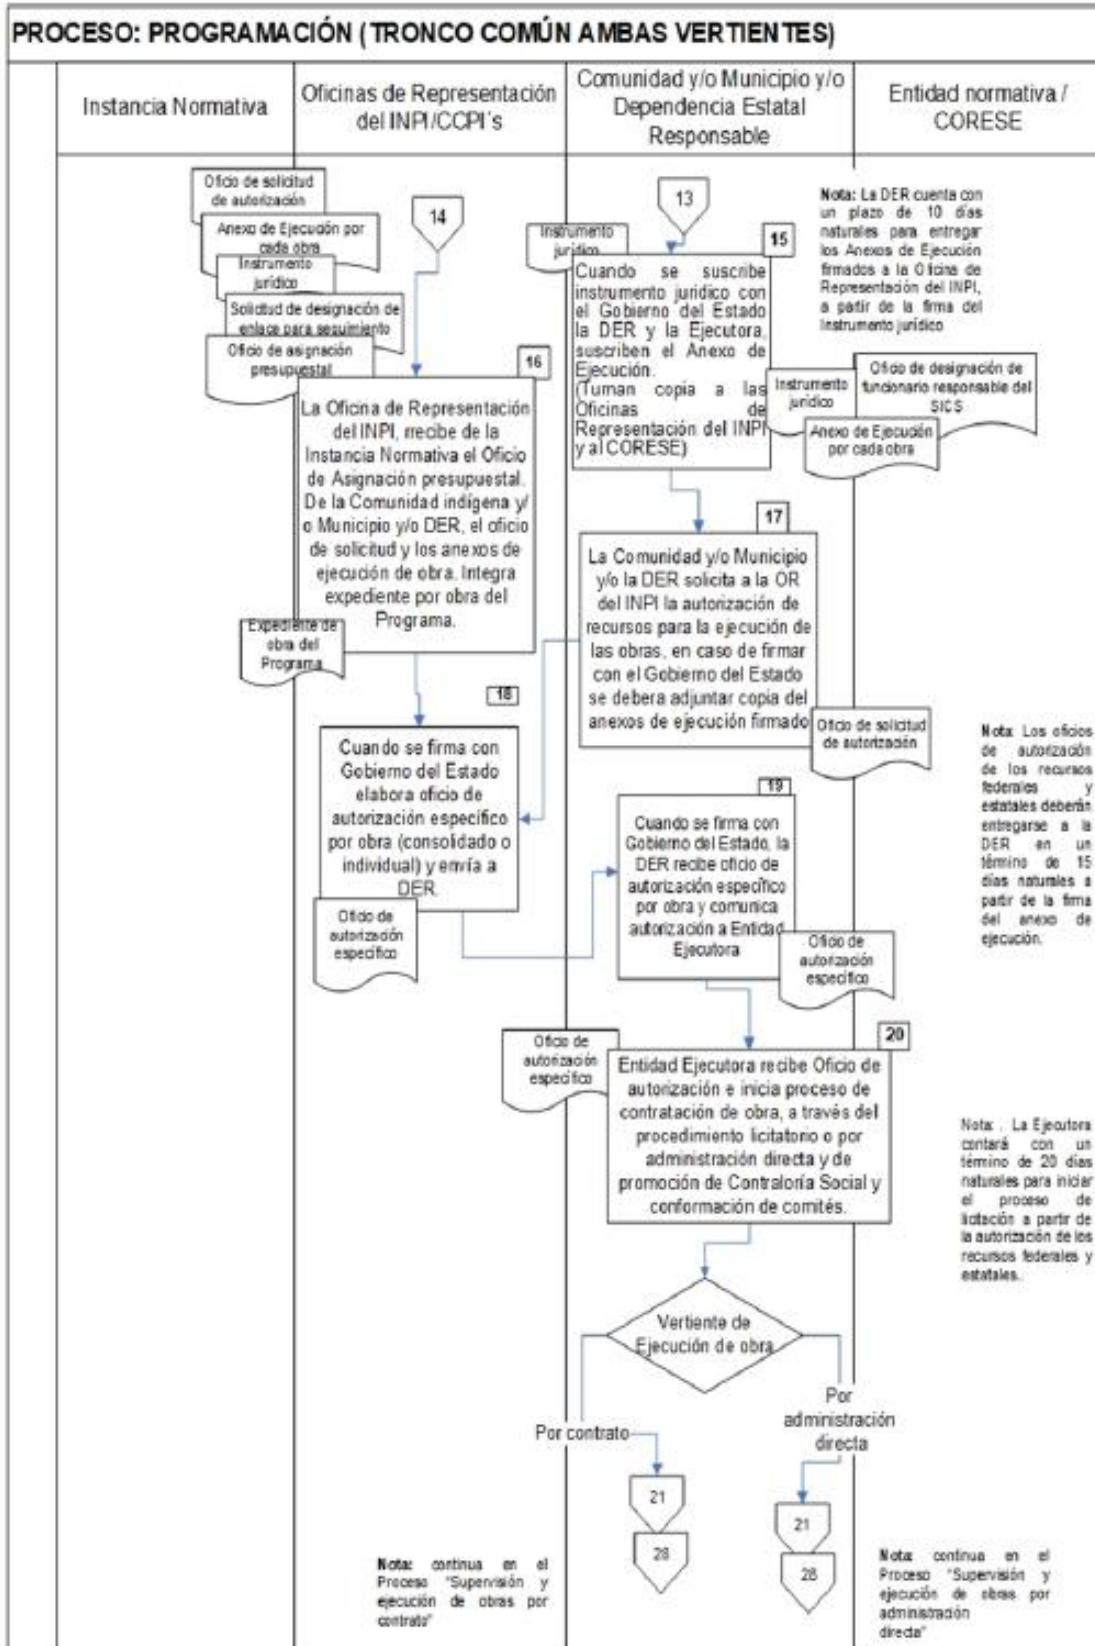 PROCESO: PROGRAMACIÓN (TRONCO COMÚN AMBAS VERTIENTES)
Instancia Normativa
Oficinas de Representación
del INPI/CCPI´s
Comunidad y/o Municipio y/o
Dependencia Estatal
Responsable
Entidad normativa /
CORESE
Oficio de solicitud
de autorización
Anexo de Ejecución por
cada obra
Instrumento
jurídico
Solicitud de designación de
enlace para seguimiento
Oficio de asignación
presupuestal
14
16
La Oficina de Representación
del INPI, rrecibe de la
Instancia Normativa el Oficio
de Asignación presupuestal.
De la Comunidad indígena y/
o Municipio y/o DER, el oficio
de solicitud y los anexos de
ejecución de obra. Integra
expediente por obra del
Programa.
Expediente de
obra del
Programa
13
Instrumento
jurídico
15
Cuando se suscribe
instrumento jurídico con
el Gobierno del Estado
la DER y la Ejecutora,
suscriben el Anexo de
Ejecución.
(Turnan copia a las
Oficinas de
Representación del INPI
y al CORESE)
Nota: La DER cuenta con
un plazo de 10 días
naturales para entregar
los Anexos de Ejecución
firmados a la Oficina de
Representación del INPI,
a partir de la firma del
Instrumento jurídico
Instrumento
jurídico
Oficio de designación de
funcionario responsable del
SICS
Anexo de Ejecución
por cada obra
17
La Comunidad y/o Municipio
y/o la DER solicita a la OR
del INPI la autorización de
recursos para la ejecución de
las obras, en caso de firmar
con el Gobierno del Estado
se debera adjuntar copia del
anexos de ejecución firmado
Oficio de solicitud
de autorización
18
Cuando se firma con
Gobierno del Estado
elabora oficio de
autorización específico
por obra (consolidado o
individual) y envía a
DER.
Oficio de
autorización
específico
19
Cuando se firma con
Gobierno del Estado, la
DER recibe oficio de
autorización específico
por obra y comunica
autorización a Entidad
Ejecutora
Oficio de
autorización
específico
Nota: Los oficios
de autorización
de los recursos
federales y
estatales deberán
entregarse a la
DER en un
término de 15
días naturales a
partir de la firma
del anexo de
ejecución.
Oficio de
autorización
específico
20
Entidad Ejecutora recibe Oficio de
autorización e inicia proceso de
contratación de obra, a través del
procedimiento licitatorio o por
administración directa y de
promoción de Contraloría Social y
conformación de comités.
Nota: . La Ejecutora
contará con un
término de 20 días
naturales para iniciar
el proceso de
licitación a partir de
la autorización de los
recursos federales y
estatales.
Vertiente de
Ejecución de obra
Por contrato
Por
administración
directa
21
28
21
28
Nota: continua en el
Proceso "Supervisión y
ejecución de obras por
contrato"
Nota: continua en el
Proceso "Supervisión y
ejecución de obras por
administración
directa"